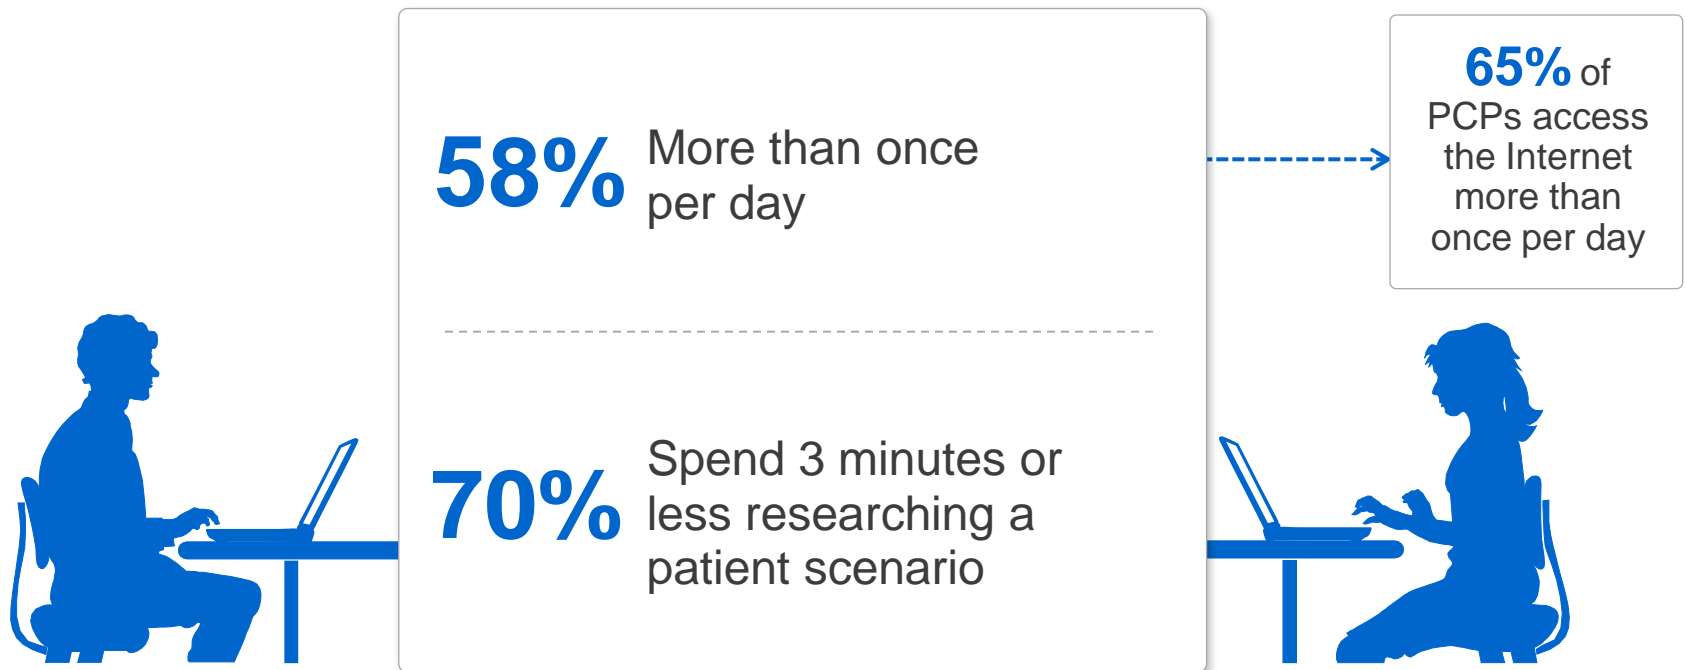 58% More than once
per day
65% of
PCPs access
the Internet
more than
once per day
70% Spend 3 minutes or
less researching a
patient scenario